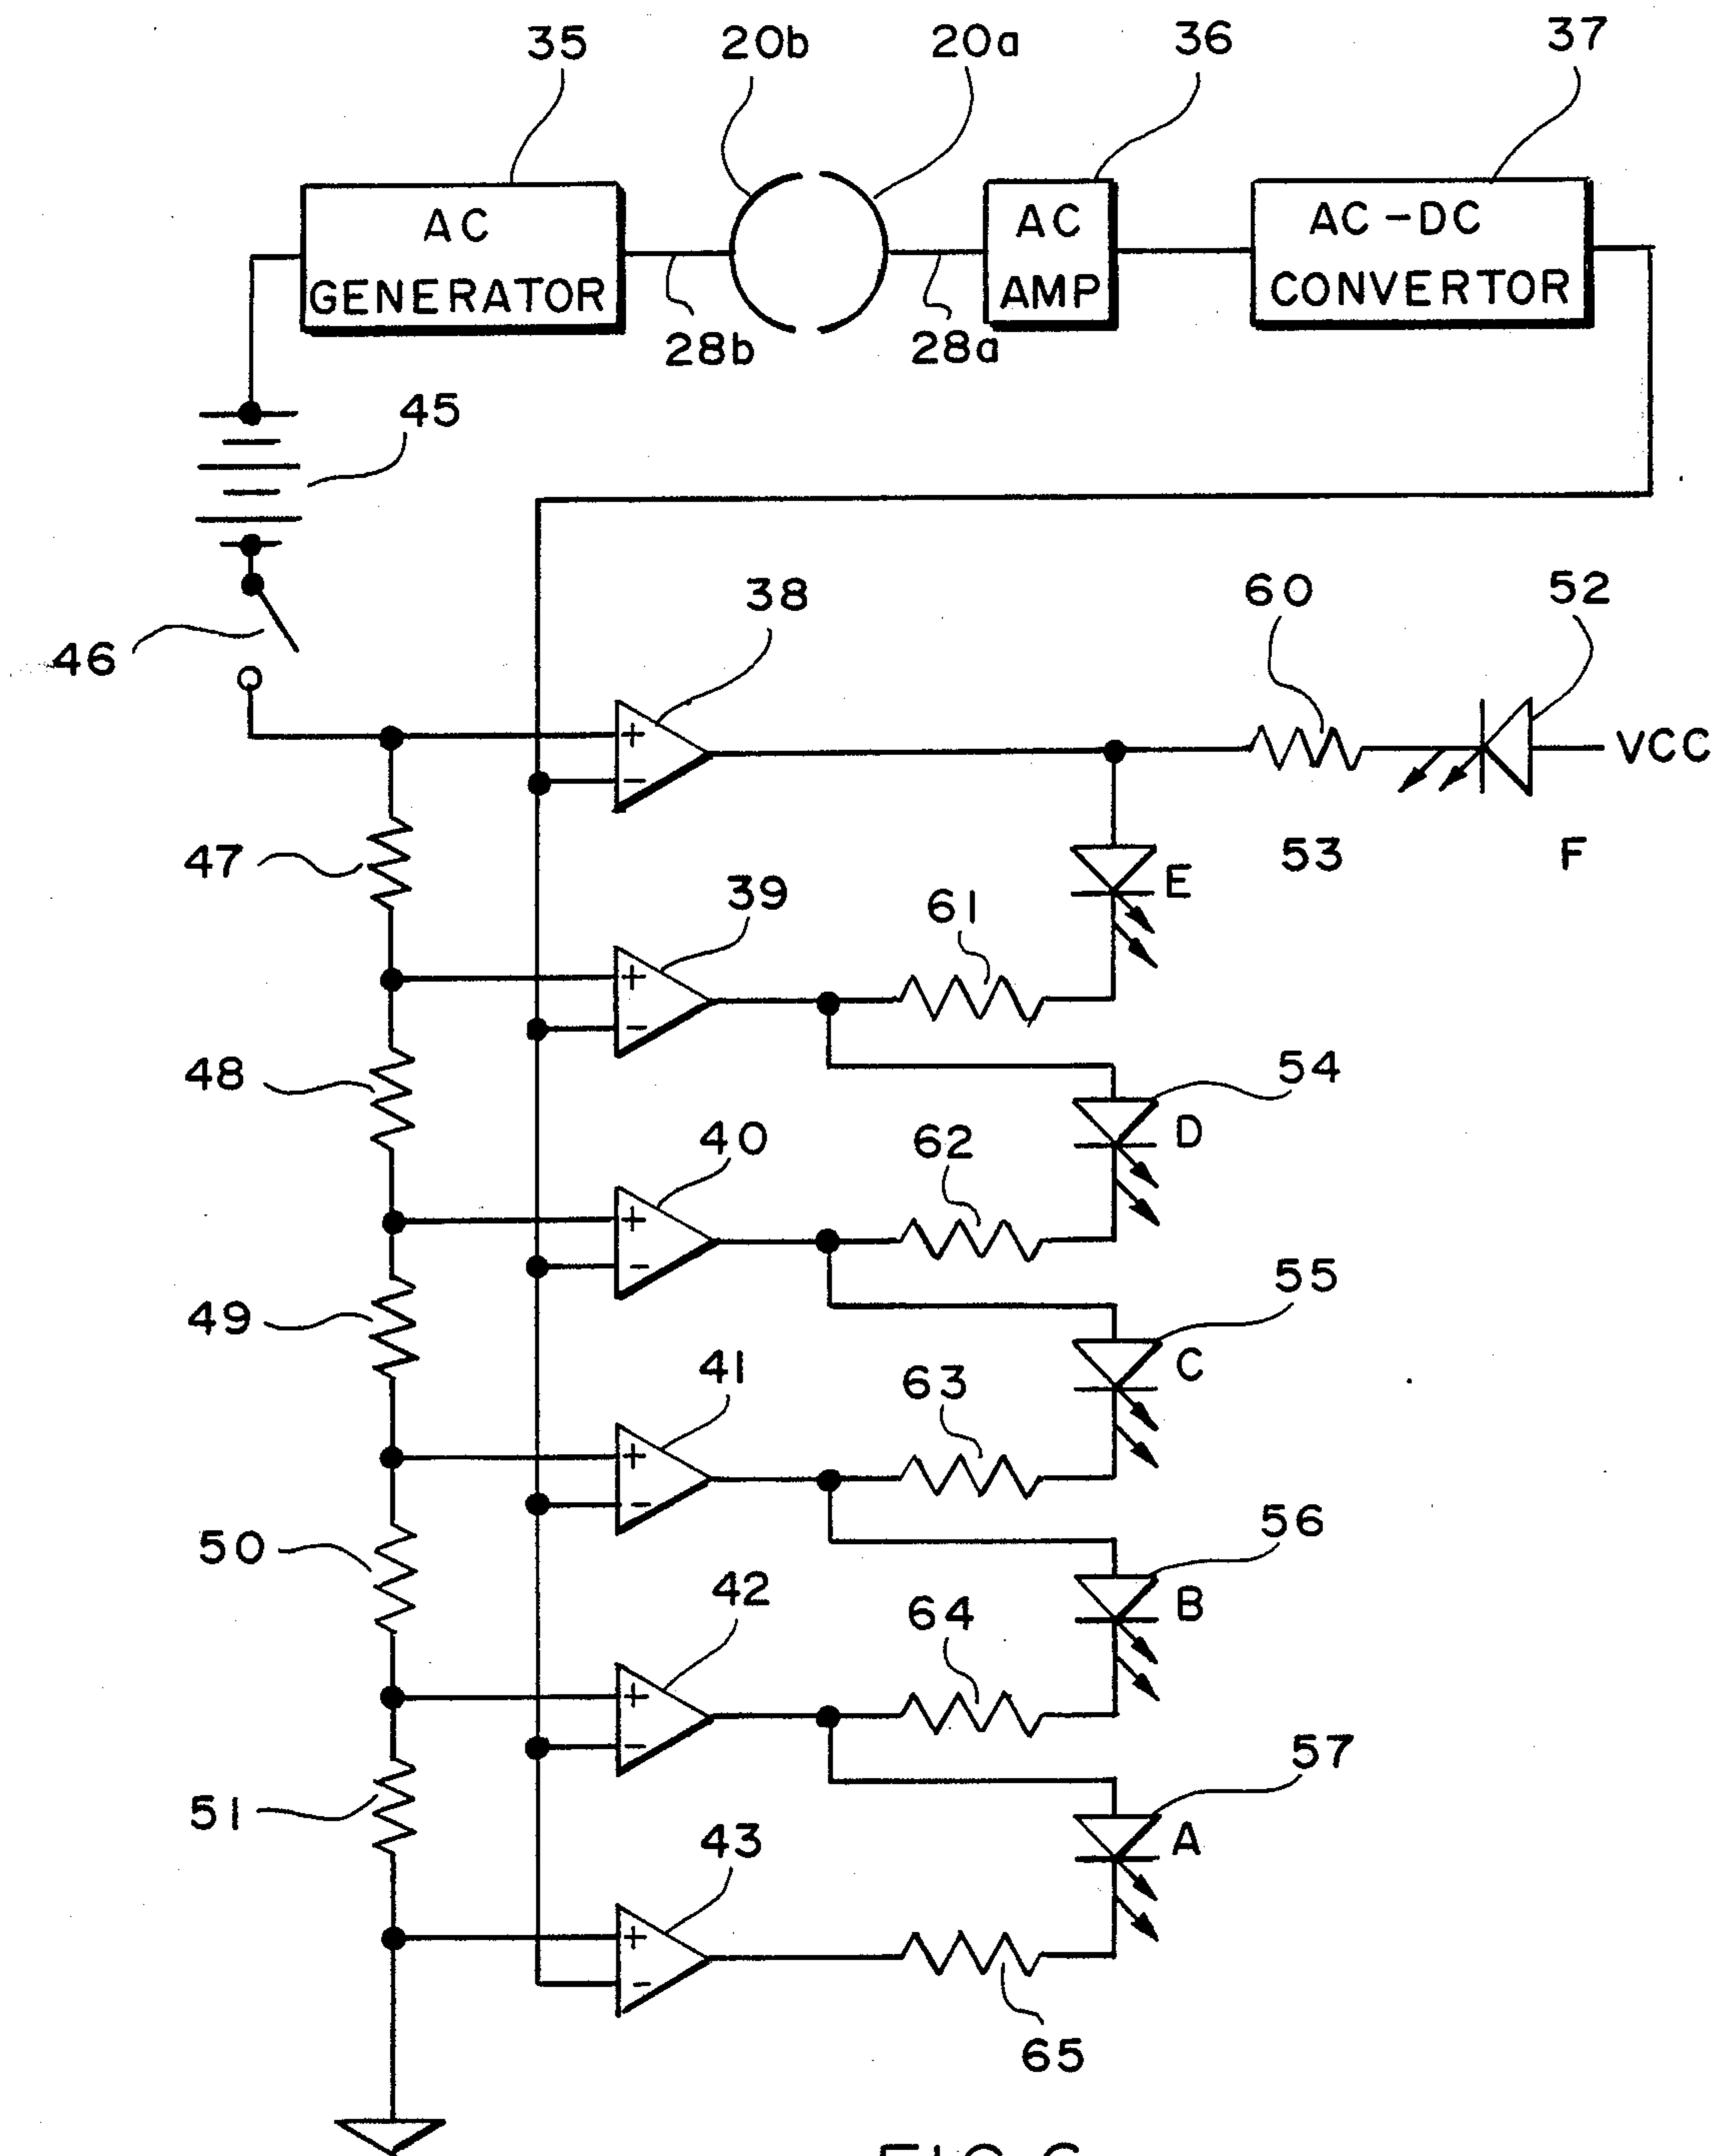 35
20b
20a
36
37
AC
GENERATOR
AC
AMP
AC-DC
CONVERTOR
28b
28a
45
46
38
60
52
+
-
VCC
47
53
F
E
39
61
+
-
48
54
D
40
62
+
-
49
55
C
41
63
+
-
50
56
B
42
64
+
-
51
57
A
43
+
-
65